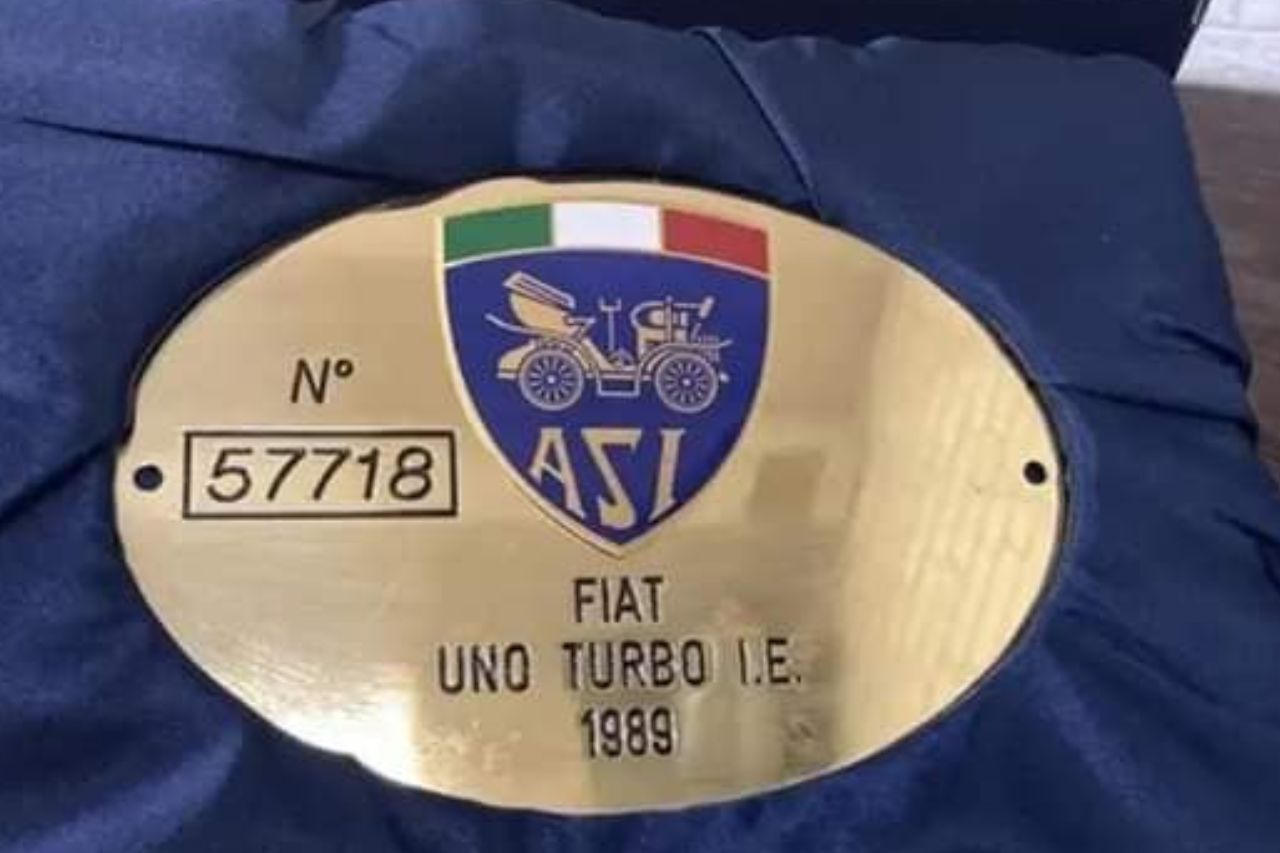 ASI
N°
57718
FIAT
UNO TURBO I.E.
1989